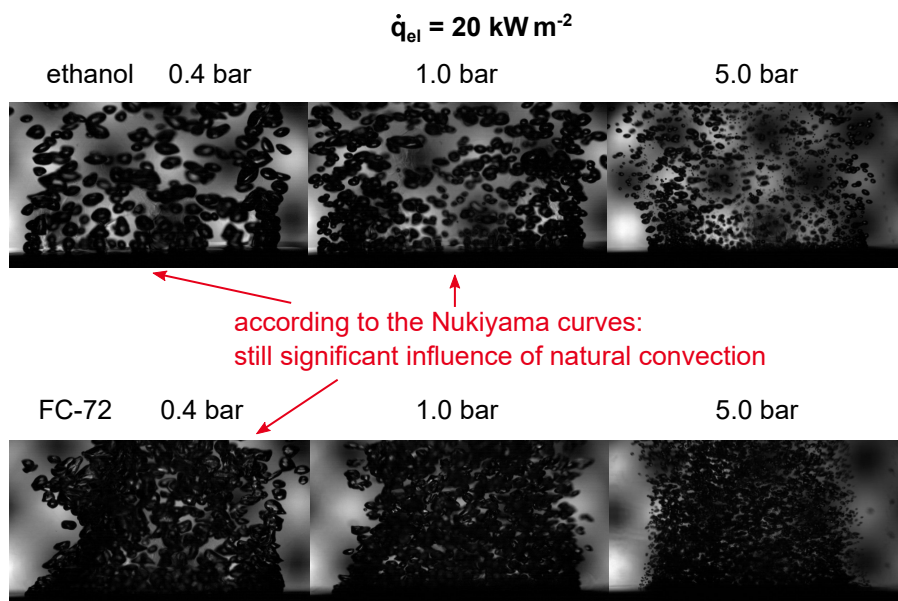 q̇el = 20 kW m-2
ethanol 0.4 bar 1.0 bar 5.0 bar
according to the Nukiyama curves:
still significant influence of natural convection
FC-72 0.4 bar 1.0 bar 5.0 bar